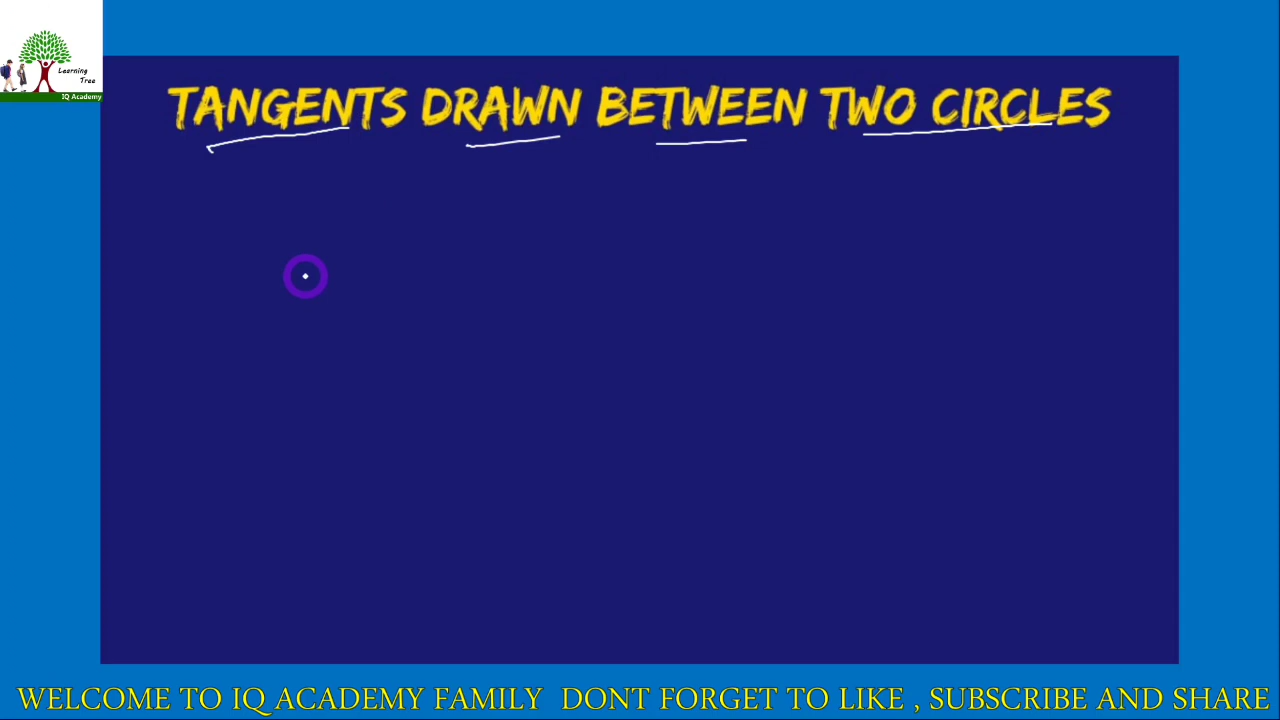 Learning
Tree
IQ Academy
TANGENTS DRAWN BETWEEN TWO CIRCLES
WELCOME TO IQ ACADEMY FAMILY DONT FORGET TO LIKE , SUBSCRIBE AND SHARE